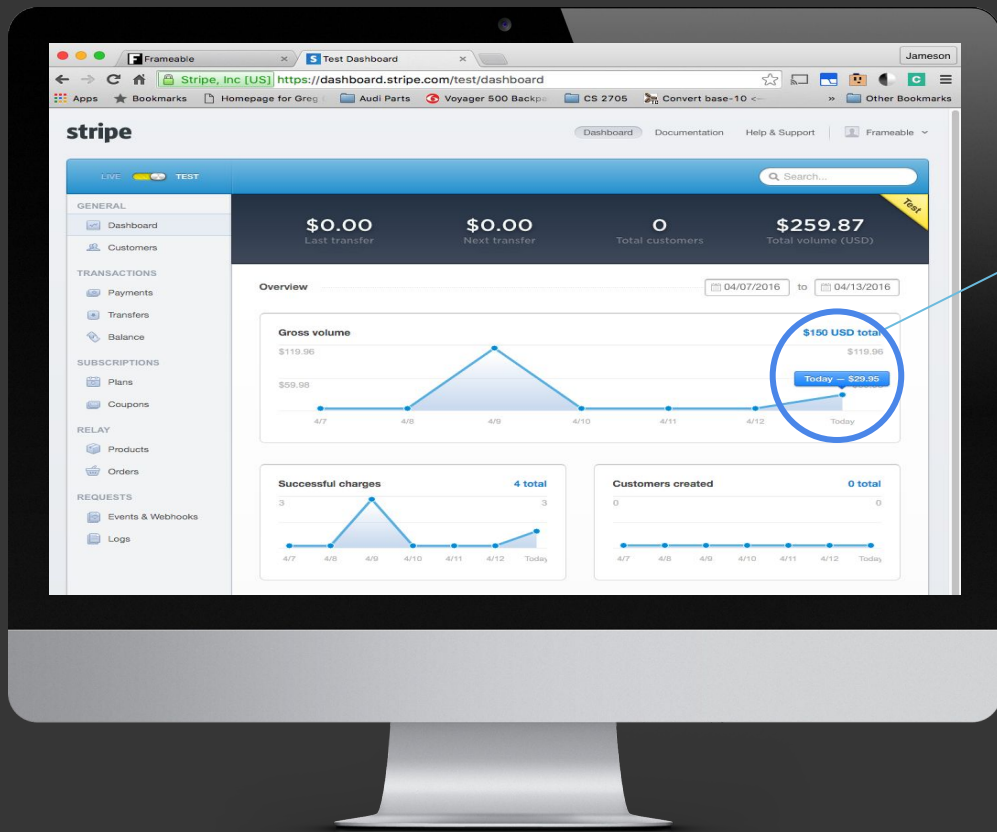 Frameable
Test Dashboard
Jameson
Stripe, Inc [US] https://dashboard.stripe.com/test/dashboard
Apps Bookmarks Homepage for Greg Audi Parts Voyager 500 Backpa CS 2705 Convert base-10 <— » Other Bookmarks
stripe
Dashboard Documentation Help & Support Frameable
LIVE TEST
Search...
GENERAL
Dashboard
Customers
TRANSACTIONS
Payments
Transfers
Balance
SUBSCRIPTIONS
Plans
Coupons
RELAY
Products
Orders
REQUESTS
Events & Webhooks
Logs
Test
$0.00 $0.00 0 $259.87
Last transfer Next transfer Total customers Total volume (USD)
Overview 04/07/2016 to 04/13/2016
Gross volume $150 USD total
$119.96 $119.96
Today — $29.95
$59.98
4/7 4/8 4/9 4/10 4/11 4/12 Today
Successful charges 4 total
3 3
4/7 4/8 4/9 4/10 4/11 4/12 Today
Customers created 0 total
0 0
4/7 4/8 4/9 4/10 4/11 4/12 Today